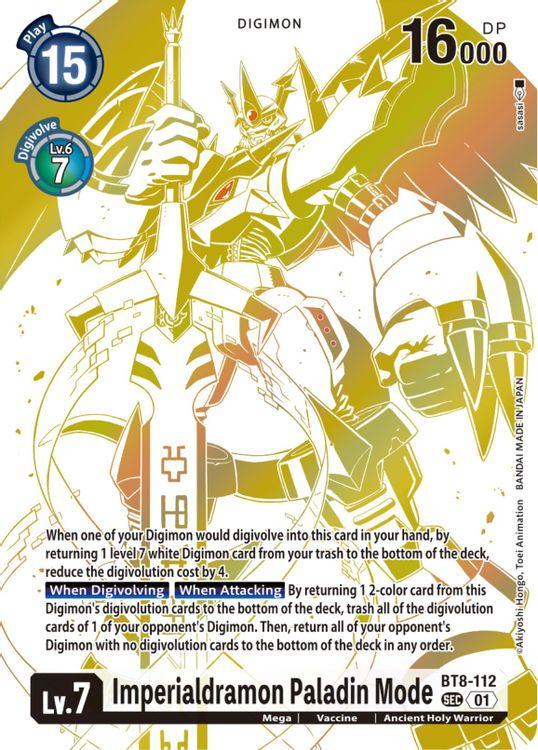 DIGIMON
Play
15
DP
16000
Digivolve
Lv.6
7
sasasi
©Akiyoshi Hongo, Toei Animation BANDAI MADE IN JAPAN
When one of your Digimon would digivolve into this card in your hand, by
returning 1 level 7 white Digimon card from your trash to the bottom of the deck,
reduce the digivolution cost by 4.
When Digivolving When Attacking By returning 1 2-color card from this
Digimon's digivolution cards to the bottom of the deck, trash all of the digivolution
cards of 1 of your opponent's Digimon. Then, return all of your opponent's
Digimon with no digivolution cards to the bottom of the deck in any order.
Lv.7
Imperialdramon Paladin Mode
BT8-112
SEC 01
Mega | Vaccine | Ancient Holy Warrior